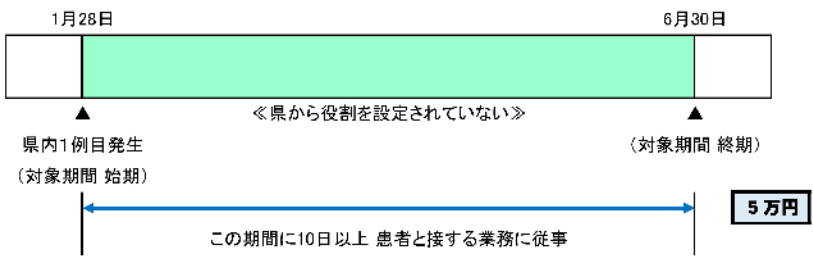 1月28日
6月30日
≪県から役割を設定されていない≫
県内1例目発生
（対象期間 始期）
（対象期間 終期）
5万円
この期間に10日以上 患者と接する業務に従事